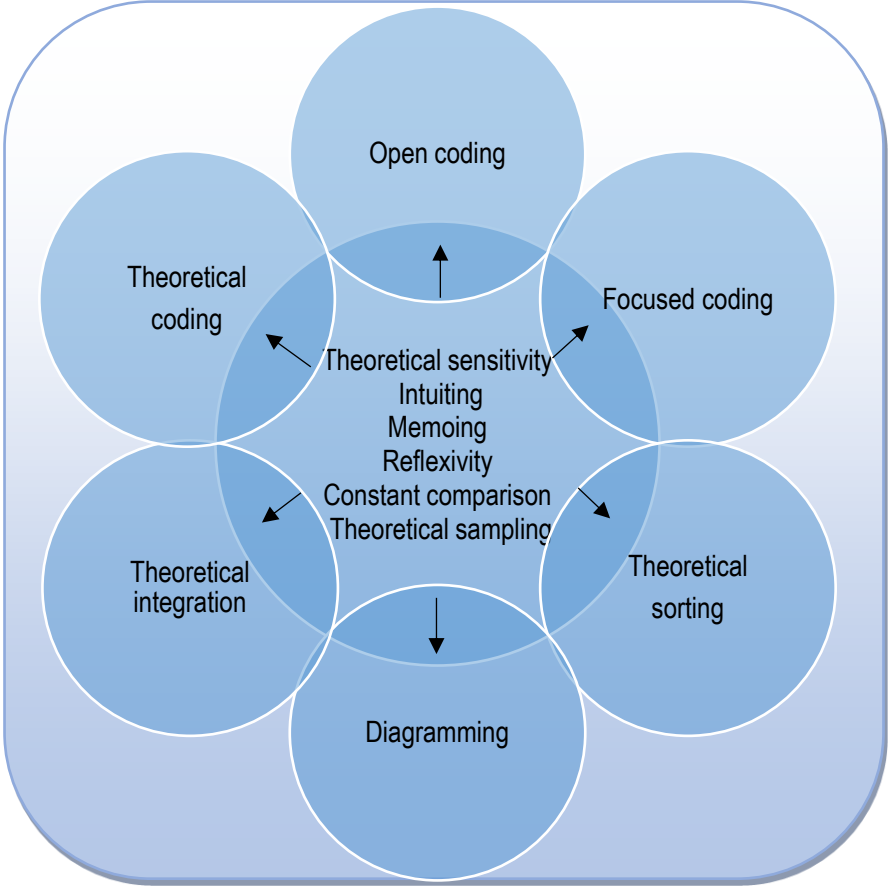 Open coding
Theoretical
coding
Focused coding
Theoretical sensitivity
Intuiting
Memoing
Reflexivity
Constant comparison
Theoretical sampling
Theoretical
integration
Theoretical
sorting
Diagramming